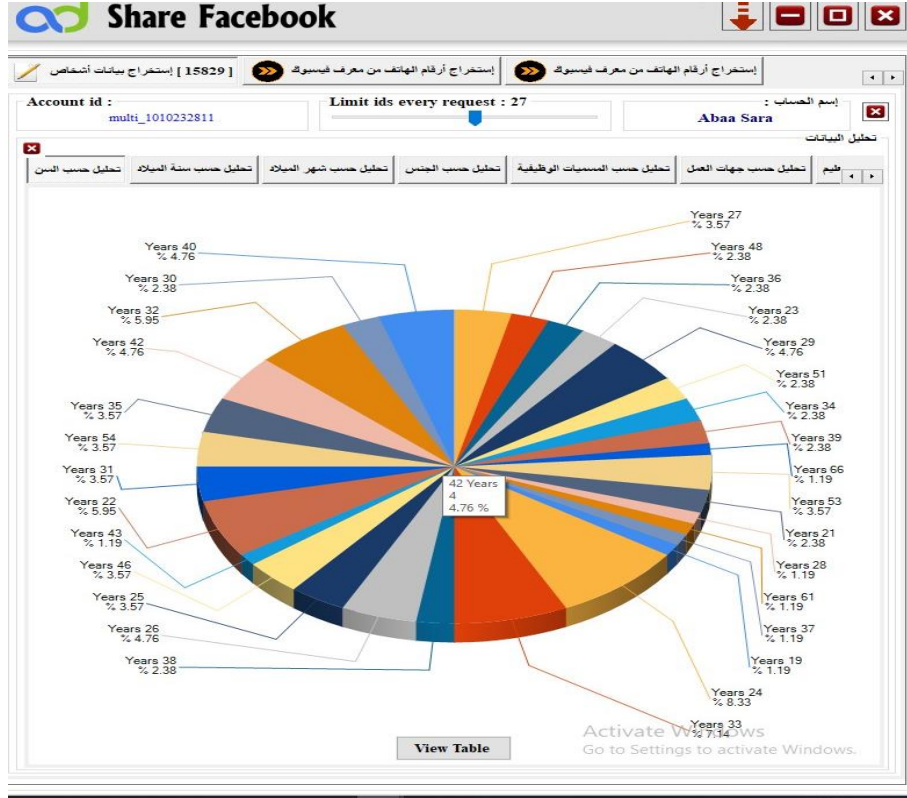 Share Facebook
[ 15829 ] إستخراج بيانات أشخاص
إستخراج أرقام الهاتف من معرف فيسبوك
إستخراج أرقام الهاتف من معرف فيسبوك
Account id :
multi_1010232811
Limit ids every request : 27
إسم الحساب :
Abaa Sara
تحليل البيانات
تحليل حسب السن
تحليل حسب سنة الميلاد
تحليل حسب شهر الميلاد
تحليل حسب الجنس
تحليل حسب المسميات الوظيفية
تحليل حسب جهات العمل
Years 27
% 3.57
Years 48
% 2.38
Years 36
% 2.38
Years 23
% 2.38
Years 29
% 4.76
Years 51
% 2.38
Years 34
% 2.38
Years 39
% 2.38
Years 66
% 1.19
Years 53
% 3.57
Years 21
% 2.38
Years 28
% 1.19
Years 61
% 1.19
Years 37
% 1.19
Years 19
% 1.19
Years 24
% 8.33
Years 33
% 7.14
Years 40
% 4.76
Years 30
% 2.38
Years 32
% 5.95
Years 42
% 4.76
Years 35
% 3.57
Years 54
% 3.57
Years 31
% 3.57
Years 22
% 5.95
Years 43
% 1.19
Years 46
% 3.57
Years 25
% 3.57
Years 26
% 4.76
Years 38
% 2.38
42 Years
4
4.76 %
View Table
Activate Windows
Go to Settings to activate Windows.